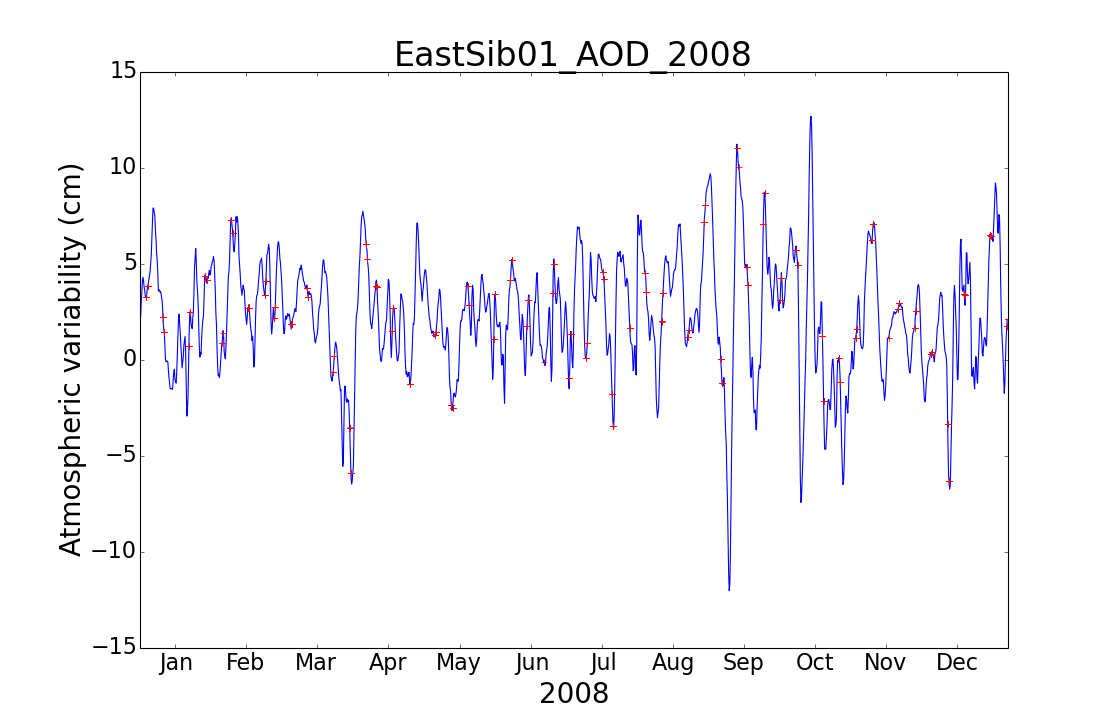 EastSib01_AOD_2008
Atmospheric variability (cm)
15
10
5
0
−5
−10
−15
Jan Feb Mar Apr May Jun Jul Aug Sep Oct Nov Dec
2008